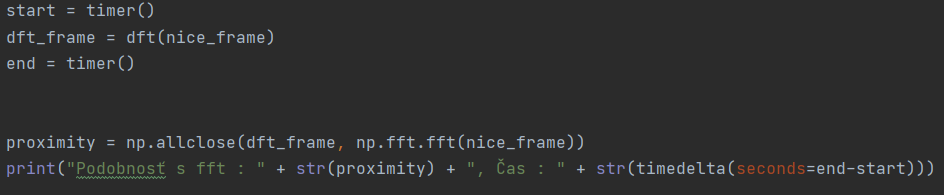 start = timer()
dft_frame = dft(nice_frame)
end = timer()
proximity = np.allclose(dft_frame, np.fft.fft(nice_frame))
print("Podobnosť s fft : " + str(proximity) + ", Čas : " + str(timedelta(seconds=end-start)))